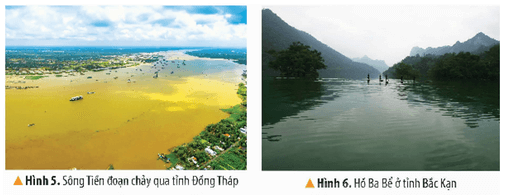 ▲ Hình 5. Sông Tiền đoạn chảy qua tỉnh Đồng Tháp
▲ Hình 6. Hồ Ba Bể ở tỉnh Bắc Kạn